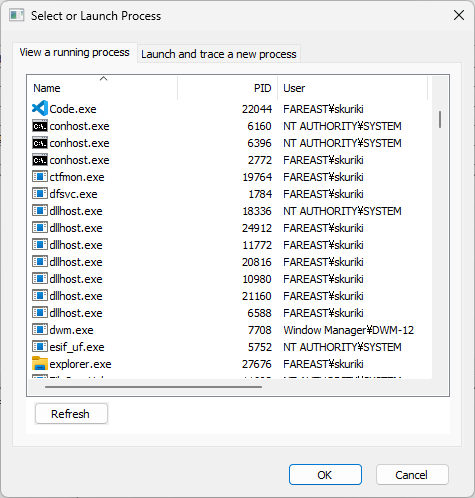 Select or Launch Process
View a running process Launch and trace a new process
Name PID User
Code.exe 22044 FAREAST¥skuriki
conhost.exe 6160 NT AUTHORITY¥SYSTEM
conhost.exe 6396 NT AUTHORITY¥SYSTEM
conhost.exe 2772 FAREAST¥skuriki
ctfmon.exe 19764 FAREAST¥skuriki
dfsvc.exe 1784 FAREAST¥skuriki
dllhost.exe 18336 NT AUTHORITY¥SYSTEM
dllhost.exe 24912 FAREAST¥skuriki
dllhost.exe 11772 FAREAST¥skuriki
dllhost.exe 20816 FAREAST¥skuriki
dllhost.exe 10980 FAREAST¥skuriki
dllhost.exe 21160 FAREAST¥skuriki
dllhost.exe 6588 FAREAST¥skuriki
dwm.exe 7708 Window Manager¥DWM-12
esif_uf.exe 5752 NT AUTHORITY¥SYSTEM
explorer.exe 27676 FAREAST¥skuriki
Refresh
OK Cancel